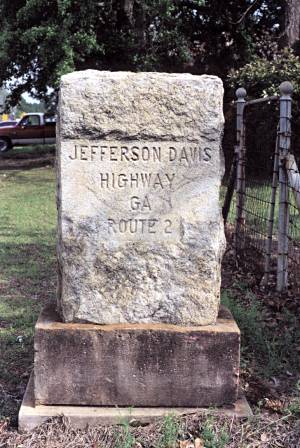 JEFFERSON DAVIS
HIGHWAY
GA
ROUTE 2